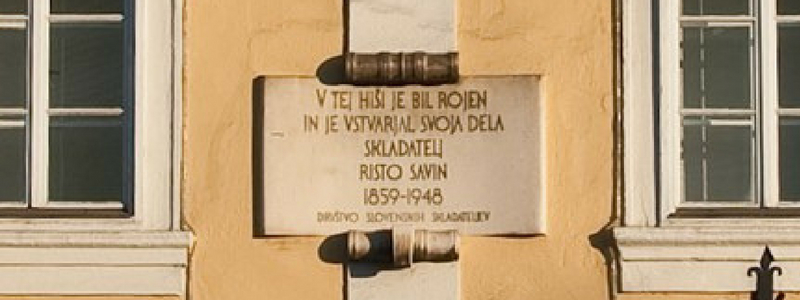 V TEJ HIŠI JE BIL ROJEN
IN JE VSTVARJAL SVOJA DELA
SKLADATELJ
RISTO SAVIN
1859-1948
DRUŠTVO SLOVENSKIH SKLADATELJEV